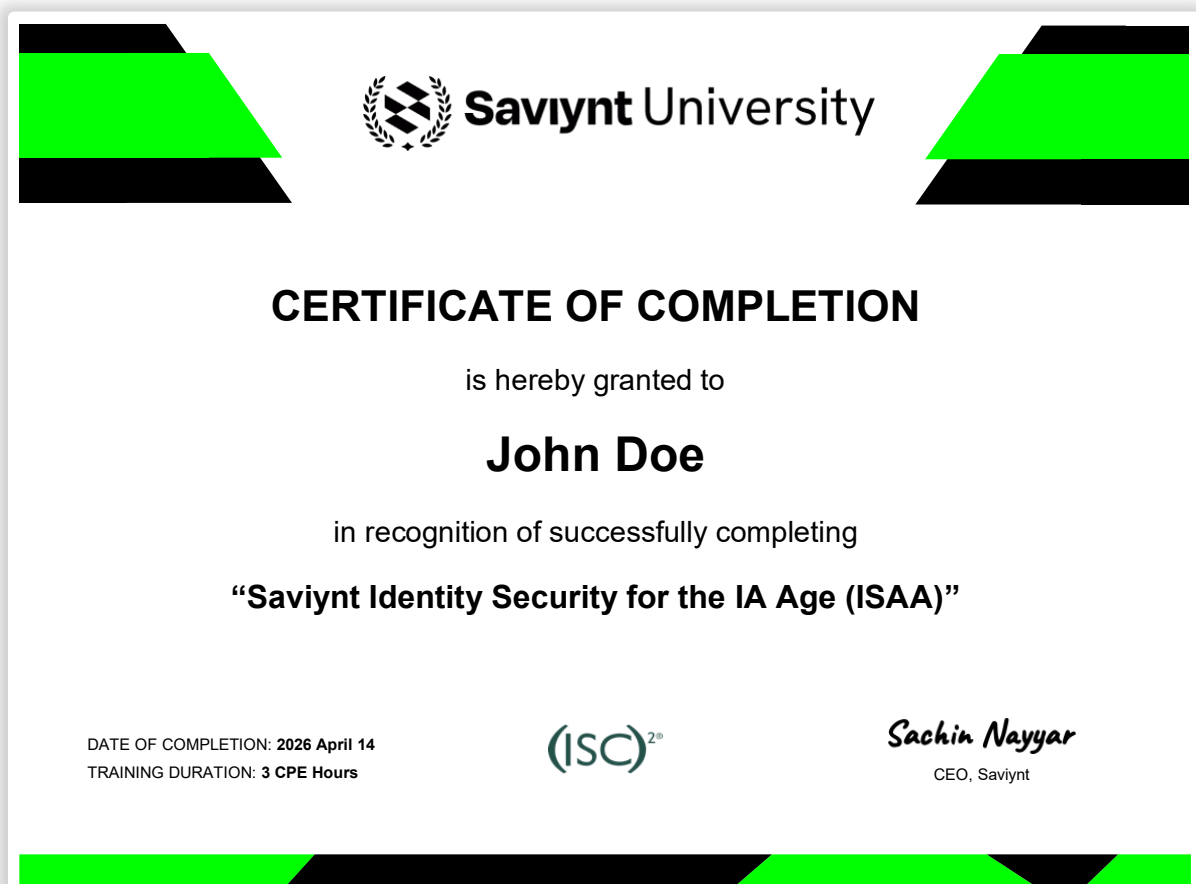 Savıynt University
CERTIFICATE OF COMPLETION
is hereby granted to
John Doe
in recognition of successfully completing
“Saviynt Identity Security for the IA Age (ISAA)”
DATE OF COMPLETION: 2026 April 14
TRAINING DURATION: 3 CPE Hours
(ISC)²®
Sachin Nayyar
CEO, Saviynt